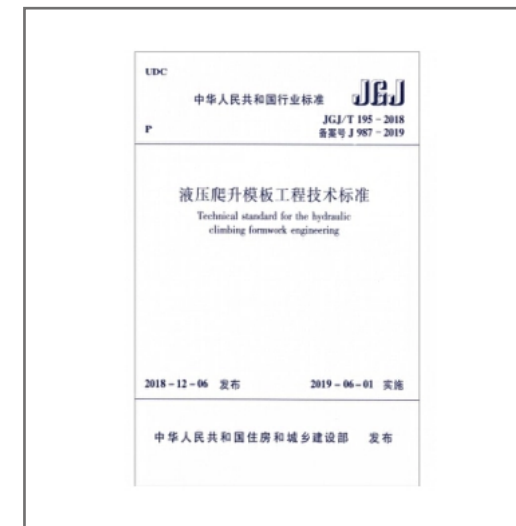 UDC
中华人民共和国行业标准 JGJ
JGJ/T 195-2018
P 备案号 J 987-2019
液压爬升模板工程技术标准
Technical standard for the hydraulic
climbing formwork engineering
2018-12-06 发布 2019-06-01 实施
中华人民共和国住房和城乡建设部 发布